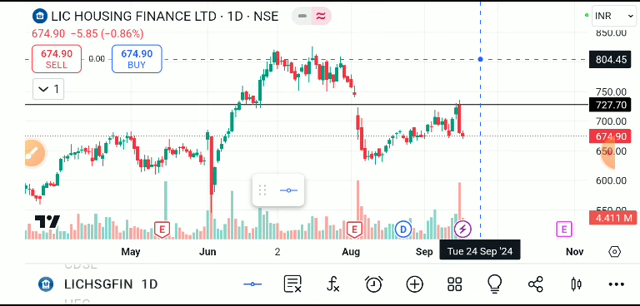 LIC HOUSING FINANCE LTD · 1D · NSE
INR
674.90 −5.85 (−0.86%)
850.00
674.90
SELL
0.00
674.90
BUY
804.45
1
750.00
727.70
700.00
674.90
650.00
600.00
550.00
4.411 M
E
E
D
E
May
Jun
2
Aug
Sep
Tue 24 Sep '24
Nov
LICHSGFIN 1D